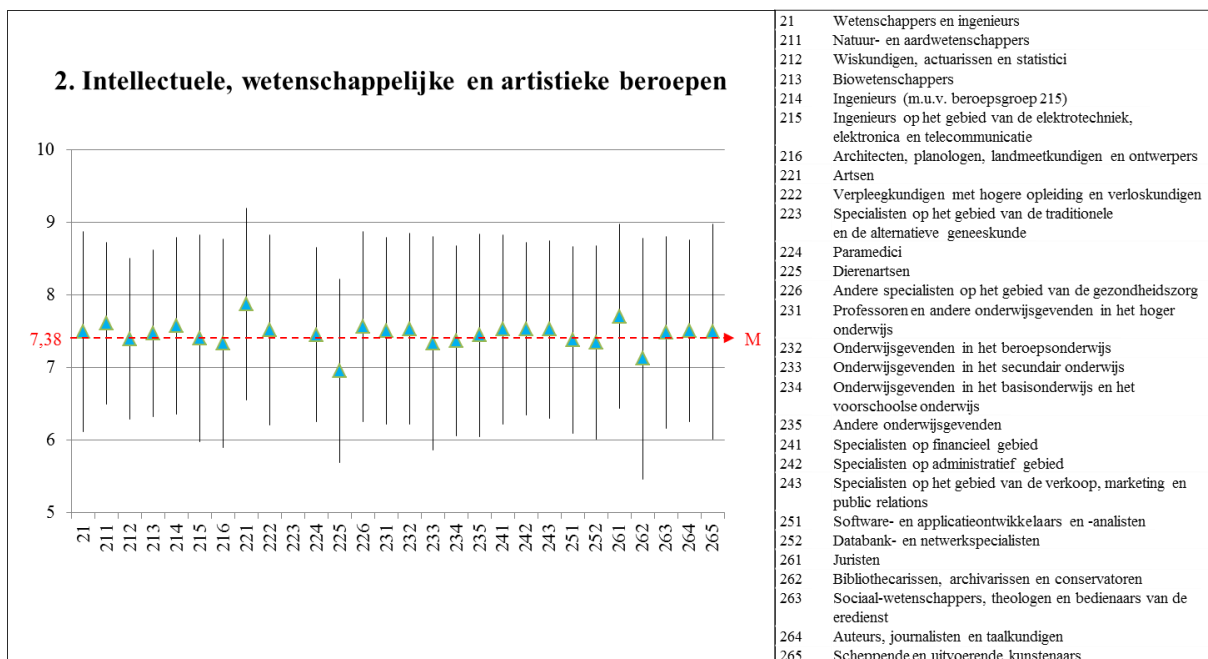 2. Intellectuele, wetenschappelijke en artistieke beroepen
10
9
8
7,38
M
7
6
5
21 211 212 213 214 215 216 221 222 223 224 225 226 231 232 233 234 235 241 242 243 251 252 261 262 263 264 265
21 Wetenschappers en ingenieurs
211 Natuur- en aardwetenschappers
212 Wiskundigen, actuarissen en statistici
213 Biowetenschappers
214 Ingenieurs (m.u.v. beroepsgroep 215)
215 Ingenieurs op het gebied van de elektrotechniek,
elektronica en telecommunicatie
216 Architecten, planologen, landmeetkundigen en ontwerpers
221 Artsen
222 Verpleegkundigen met hogere opleiding en verloskundigen
223 Specialisten op het gebied van de traditionele
en de alternatieve geneeskunde
224 Paramedici
225 Dierenartsen
226 Andere specialisten op het gebied van de gezondheidszorg
231 Professoren en andere onderwijsgevenden in het hoger
onderwijs
232 Onderwijsgevenden in het beroepsonderwijs
233 Onderwijsgevenden in het secundair onderwijs
234 Onderwijsgevenden in het basisonderwijs en het
voorschoolse onderwijs
235 Andere onderwijsgevenden
241 Specialisten op financieel gebied
242 Specialisten op administratief gebied
243 Specialisten op het gebied van de verkoop, marketing en
public relations
251 Software- en applicatieontwikkelaars en -analisten
252 Databank- en netwerkspecialisten
261 Juristen
262 Bibliothecarissen, archivarissen en conservatoren
263 Sociaal-wetenschappers, theologen en bedienaars van de
eredienst
264 Auteurs, journalisten en taalkundigen
265 Scheppende en uitvoerende kunstenaars